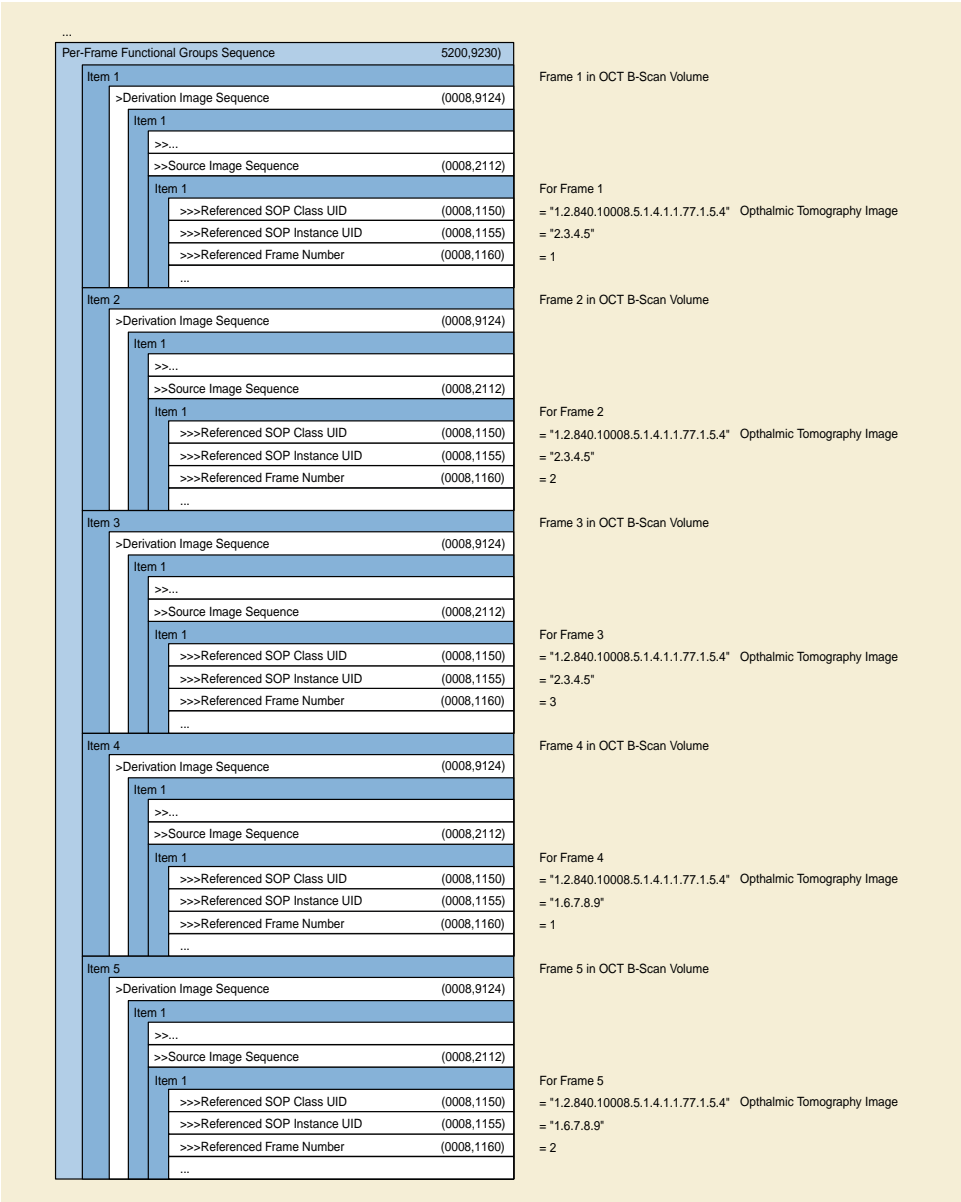 ...
Per-Frame Functional Groups Sequence 5200,9230)
Item 1 Frame 1 in OCT B-Scan Volume
>Derivation Image Sequence (0008,9124)
Item 1
>>...
>>Source Image Sequence (0008,2112)
Item 1 For Frame 1
>>>Referenced SOP Class UID (0008,1150) = "1.2.840.10008.5.1.4.1.1.77.1.5.4" Opthalmic Tomography Image
>>>Referenced SOP Instance UID (0008,1155) = "2.3.4.5"
>>>Referenced Frame Number (0008,1160) = 1
...
Item 2 Frame 2 in OCT B-Scan Volume
>Derivation Image Sequence (0008,9124)
Item 1
>>...
>>Source Image Sequence (0008,2112)
Item 1 For Frame 2
>>>Referenced SOP Class UID (0008,1150) = "1.2.840.10008.5.1.4.1.1.77.1.5.4" Opthalmic Tomography Image
>>>Referenced SOP Instance UID (0008,1155) = "2.3.4.5"
>>>Referenced Frame Number (0008,1160) = 2
...
Item 3 Frame 3 in OCT B-Scan Volume
>Derivation Image Sequence (0008,9124)
Item 1
>>...
>>Source Image Sequence (0008,2112)
Item 1 For Frame 3
>>>Referenced SOP Class UID (0008,1150) = "1.2.840.10008.5.1.4.1.1.77.1.5.4" Opthalmic Tomography Image
>>>Referenced SOP Instance UID (0008,1155) = "2.3.4.5"
>>>Referenced Frame Number (0008,1160) = 3
...
Item 4 Frame 4 in OCT B-Scan Volume
>Derivation Image Sequence (0008,9124)
Item 1
>>...
>>Source Image Sequence (0008,2112)
Item 1 For Frame 4
>>>Referenced SOP Class UID (0008,1150) = "1.2.840.10008.5.1.4.1.1.77.1.5.4" Opthalmic Tomography Image
>>>Referenced SOP Instance UID (0008,1155) = "1.6.7.8.9"
>>>Referenced Frame Number (0008,1160) = 1
...
Item 5 Frame 5 in OCT B-Scan Volume
>Derivation Image Sequence (0008,9124)
Item 1
>>...
>>Source Image Sequence (0008,2112)
Item 1 For Frame 5
>>>Referenced SOP Class UID (0008,1150) = "1.2.840.10008.5.1.4.1.1.77.1.5.4" Opthalmic Tomography Image
>>>Referenced SOP Instance UID (0008,1155) = "1.6.7.8.9"
>>>Referenced Frame Number (0008,1160) = 2
...